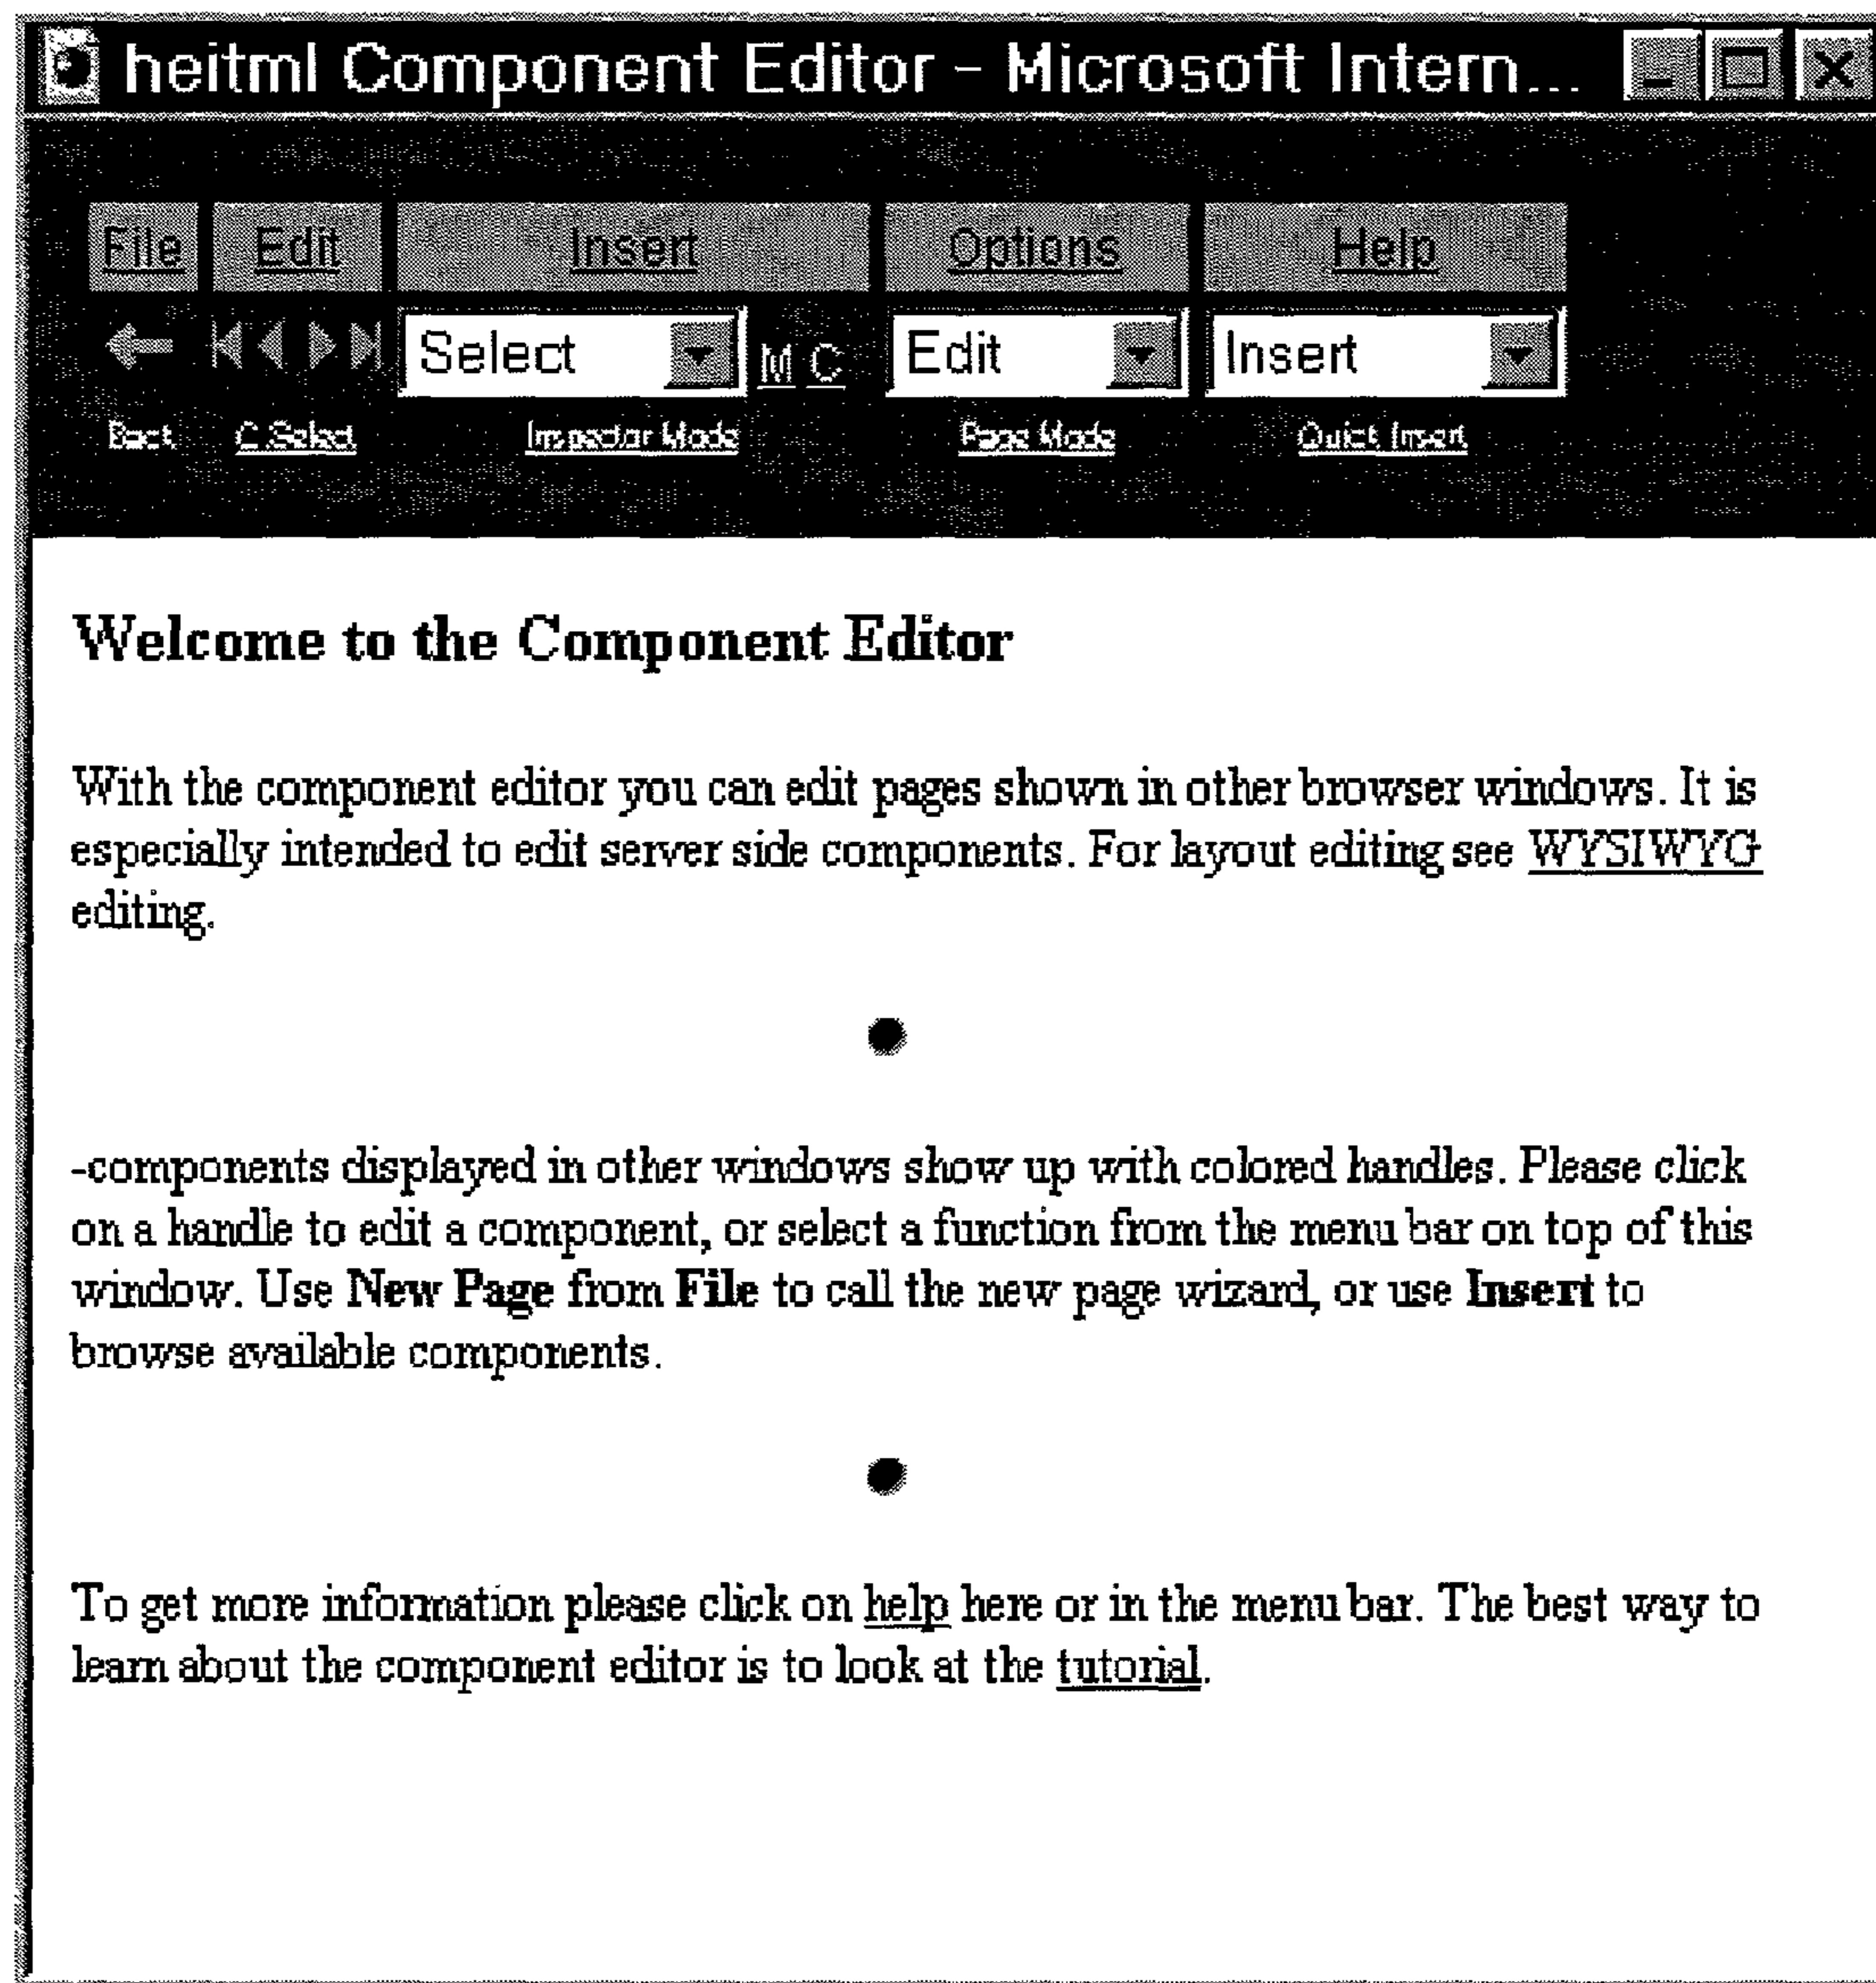 heitml Component Editor - Microsoft Intern...
File Edit Insert Options Help
Select M C Edit Insert
Back C.Select Inspector Mode Page Mode Quick Insert
Welcome to the Component Editor
With the component editor you can edit pages shown in other browser windows. It is
especially intended to edit server side components. For layout editing see WYSIWYG
editing.
-components displayed in other windows show up with colored handles. Please click
on a handle to edit a component, or select a function from the menu bar on top of this
window. Use New Page from File to call the new page wizard, or use Insert to
browse available components.
To get more information please click on help here or in the menu bar. The best way to
learn about the component editor is to look at the tutorial.